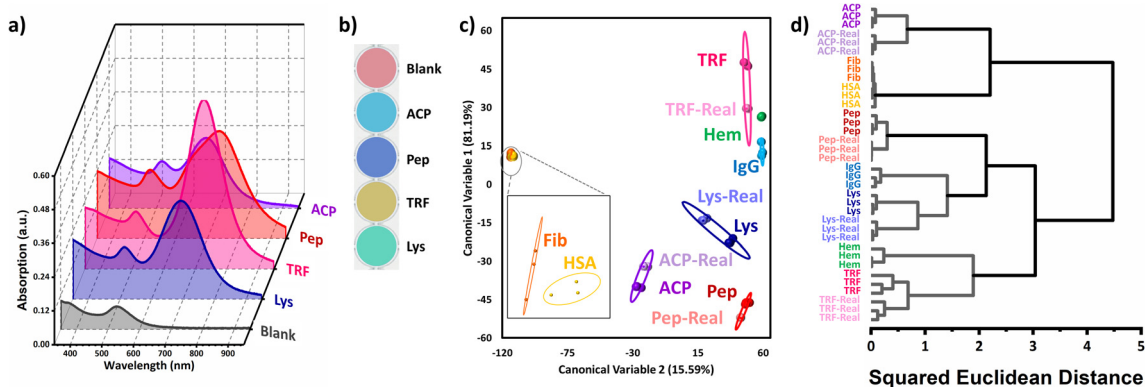 a)
0.60
0.48
0.36
0.24
0.12
0.00
Absorption (a.u.)
400 500 600 700 800 900
Wavelength (nm)
ACP
Pep
TRF
Lys
Blank
b)
Blank
ACP
Pep
TRF
Lys
c)
60
45
30
15
0
-15
-30
-45
-60
Canonical Variable 1 (81.19%)
-120 -75 -30 15 60
Canonical Variable 2 (15.59%)
TRF
TRF-Real
Hem
IgG
Lys-Real
Lys
ACP-Real
ACP
Pep
Pep-Real
Fib
HSA
d)
ACP
ACP
ACP
ACP-Real
ACP-Real
ACP-Real
Fib
Fib
Fib
HSA
HSA
HSA
Pep
Pep
Pep
Pep-Real
Pep-Real
Pep-Real
IgG
IgG
IgG
Lys
Lys
Lys
Lys-Real
Lys-Real
Lys-Real
Hem
Hem
Hem
TRF
TRF
TRF
TRF-Real
TRF-Real
TRF-Real
0 1 2 3 4 5
Squared Euclidean Distance